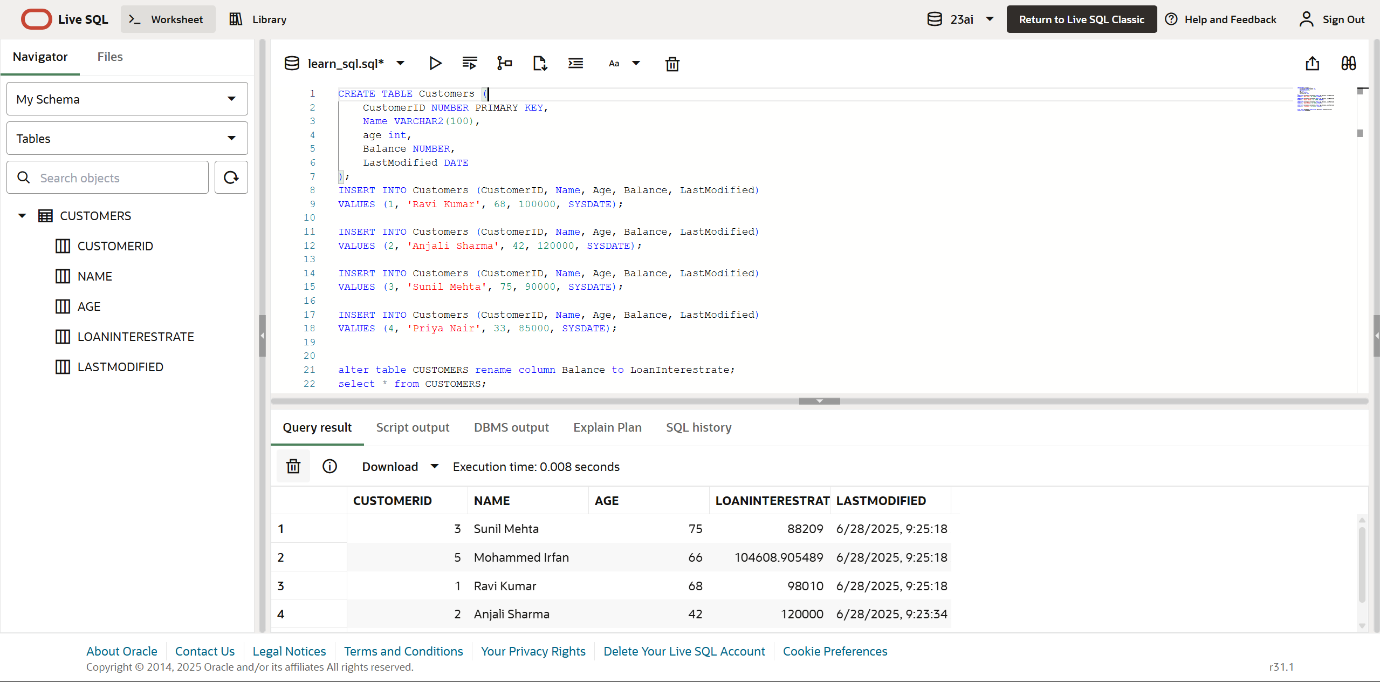 Live SQL >_ Worksheet Library 23ai Return to Live SQL Classic Help and Feedback Sign Out
Navigator Files
My Schema
Tables
Search objects
CUSTOMERS
CUSTOMERID
NAME
AGE
LOANINTERESTRATE
LASTMODIFIED
learn_sql.sql* Aa
1 CREATE TABLE Customers (
2 CustomerID NUMBER PRIMARY KEY,
3 Name VARCHAR2(100),
4 age int,
5 Balance NUMBER,
6 LastModified DATE
7 );
8 INSERT INTO Customers (CustomerID, Name, Age, Balance, LastModified)
9 VALUES (1, 'Ravi Kumar', 68, 100000, SYSDATE);
10
11 INSERT INTO Customers (CustomerID, Name, Age, Balance, LastModified)
12 VALUES (2, 'Anjali Sharma', 42, 120000, SYSDATE);
13
14 INSERT INTO Customers (CustomerID, Name, Age, Balance, LastModified)
15 VALUES (3, 'Sunil Mehta', 75, 90000, SYSDATE);
16
17 INSERT INTO Customers (CustomerID, Name, Age, Balance, LastModified)
18 VALUES (4, 'Priya Nair', 33, 85000, SYSDATE);
19
20
21 alter table CUSTOMERS rename column Balance to LoanInterestrate;
22 select * from CUSTOMERS;
Query result Script output DBMS output Explain Plan SQL history
Download Execution time: 0.008 seconds
CUSTOMERID NAME AGE LOANINTERESTRAT LASTMODIFIED
1 3 Sunil Mehta 75 88209 6/28/2025, 9:25:18
2 5 Mohammed Irfan 66 104608.905489 6/28/2025, 9:25:18
3 1 Ravi Kumar 68 98010 6/28/2025, 9:25:18
4 2 Anjali Sharma 42 120000 6/28/2025, 9:23:34
About Oracle Contact Us Legal Notices Terms and Conditions Your Privacy Rights Delete Your Live SQL Account Cookie Preferences
Copyright © 2014, 2025 Oracle and/or its affiliates All rights reserved. r31.1